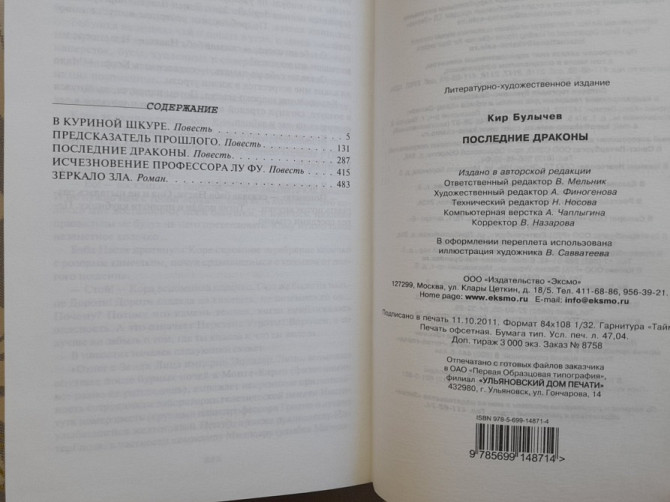 СОДЕРЖАНИЕ
В КУРИНОЙ ШКУРЕ. Повесть 5
ПРЕДСКАЗАТЕЛЬ ПРОШЛОГО. Повесть 131
ПОСЛЕДНИЕ ДРАКОНЫ. Повесть 287
ИСЧЕЗНОВЕНИЕ ПРОФЕССОРА ЛУ ФУ. Повесть 415
ЗЕРКАЛО ЗЛА. Роман 483
Литературно-художественное издание
Кир Булычев
ПОСЛЕДНИЕ ДРАКОНЫ
Издано в авторской редакции
Ответственный редактор В. Мельник
Художественный редактор А. Финогенова
Технический редактор Н. Носова
Компьютерная верстка А. Чаплыгина
Корректор В. Назарова
В оформлении переплета использована
иллюстрация художника В. Савватеева
ООО «Издательство «Эксмо»
127299, Москва, ул. Клары Цеткин, д. 18/5. Тел. 411-68-86, 956-39-21.
Home page: www.eksmo.ru E-mail: info@eksmo.ru
Подписано в печать 11.10.2011. Формат 84x108 1/32. Гарнитура «Тай
Печать офсетная. Бумага тип. Усл. печ. л. 47,04.
Доп. тираж 3 000 экз. Заказ № 8758
Отпечатано с готовых файлов заказчика
в ОАО «Первая Образцовая типография»,
филиал «УЛЬЯНОВСКИЙ ДОМ ПЕЧАТИ»
432980, г. Ульяновск, ул. Гончарова, 14
ISBN 978-5-699-14871-4
9 785699 148714 >